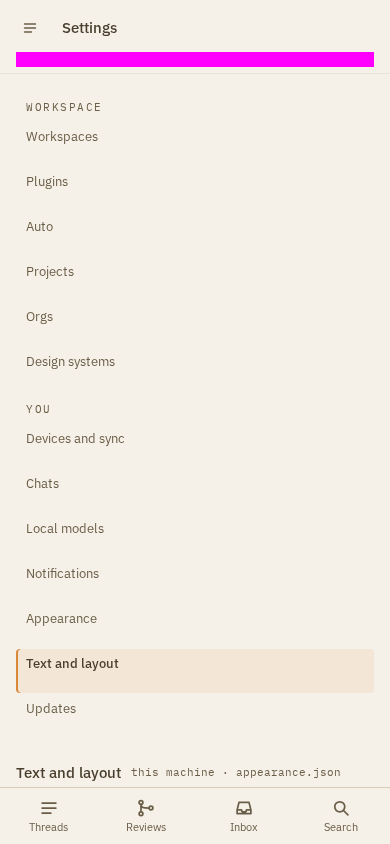 Settings
WORKSPACE
Workspaces
Plugins
Auto
Projects
Orgs
Design systems
YOU
Devices and sync
Chats
Local models
Notifications
Appearance
Text and layout
Updates
Text and layout this machine · appearance.json
Threads Reviews Inbox Search